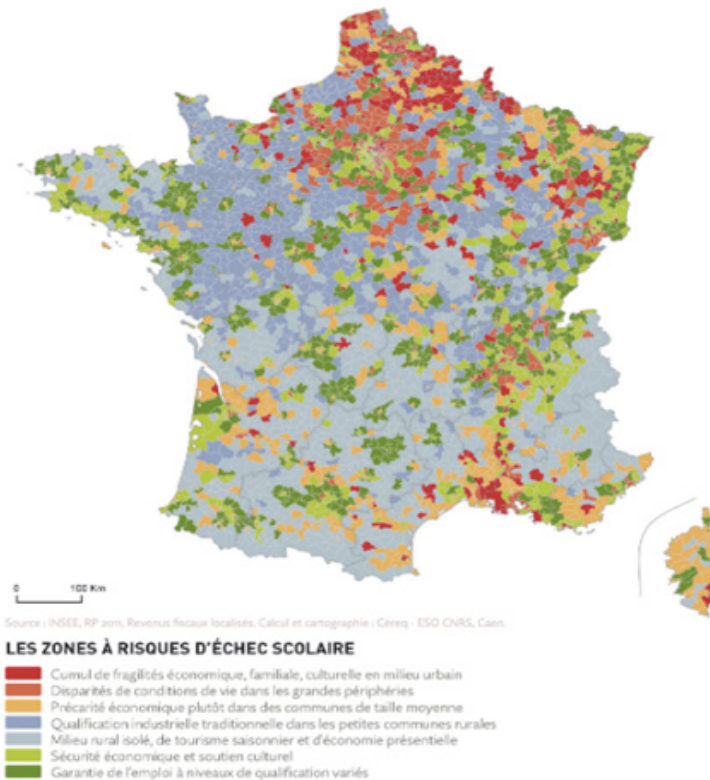 0 100 Km
Source : INSEE, RP 2011, Revenus fiscaux localisés. Calcul et cartographie : Céreq - ESO CNRS, Caen.
LES ZONES À RISQUES D'ÉCHEC SCOLAIRE
Cumul de fragilités économique, familiale, culturelle en milieu urbain
Disparités de conditions de vie dans les grandes périphéries
Précarité économique plutôt dans des communes de taille moyenne
Qualification industrielle traditionnelle dans les petites communes rurales
Milieu rural isolé, de tourisme saisonnier et d'économie présentielle
Sécurité économique et soutien culturel
Garantie de l'emploi à niveaux de qualification variés